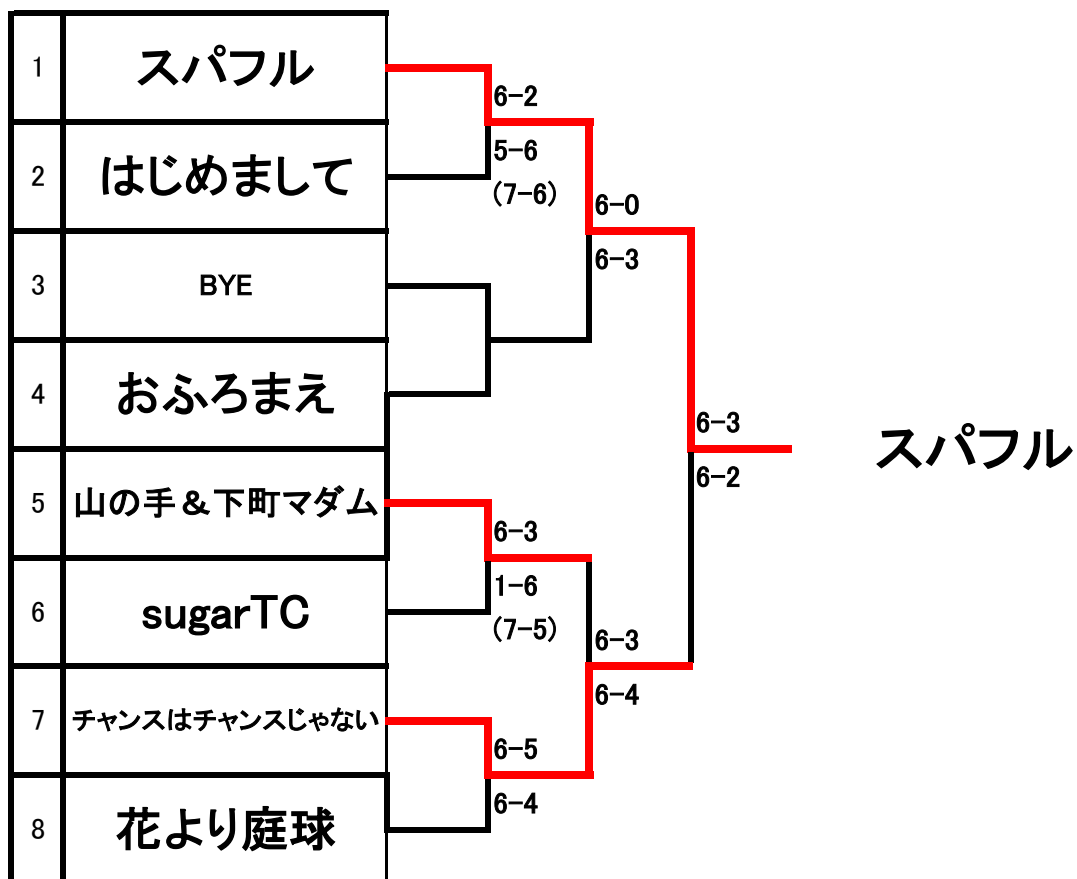 1 スパフル
6-2
2 はじめまして
5-6
(7-6)
6-0
6-3
3 BYE
4 おふろまえ
6-3
6-2
スパフル
5 山の手＆下町マダム
6-3
1-6
(7-5)
6 sugarTC
6-3
6-4
7 チャンスはチャンスじゃない
6-5
6-4
8 花より庭球